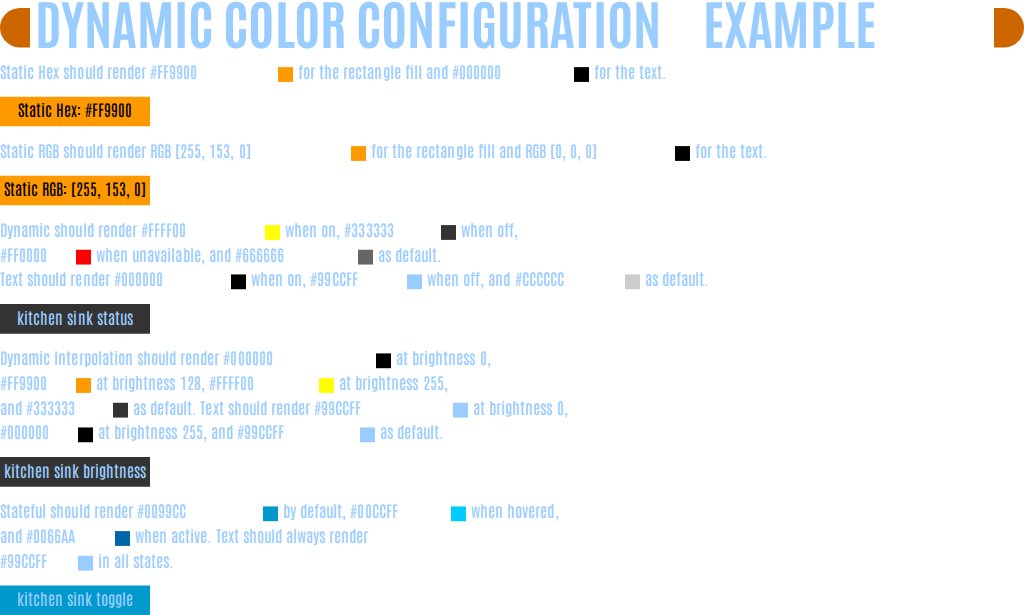 DYNAMIC COLOR CONFIGURATION EXAMPLE
Static Hex should render #FF9900 for the rectangle fill and #000000 for the text.
Static Hex: #FF9900
Static RGB should render RGB [255, 153, 0] for the rectangle fill and RGB [0, 0, 0] for the text.
Static RGB: [255, 153, 0]
Dynamic should render #FFFF00 when on, #333333 when off,
#FF0000 when unavailable, and #666666 as default.
Text should render #000000 when on, #99CCFF when off, and #CCCCCC as default.
kitchen sink status
Dynamic Interpolation should render #000000 at brightness 0,
#FF9900 at brightness 128, #FFFF00 at brightness 255,
and #333333 as default. Text should render #99CCFF at brightness 0,
#000000 at brightness 255, and #99CCFF as default.
kitchen sink brightness
Stateful should render #0099CC by default, #00CCFF when hovered,
and #0066AA when active. Text should always render
#99CCFF in all states.
kitchen sink toggle